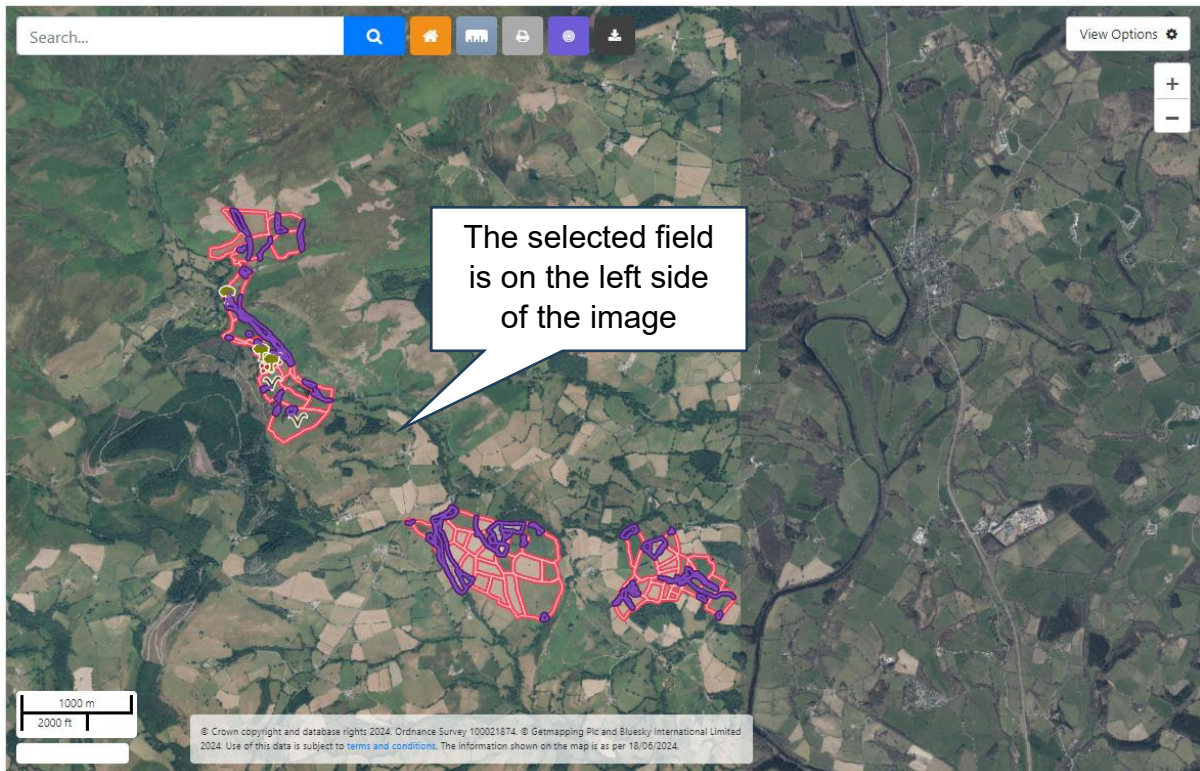 Search...
View Options
+
−
The selected field
is on the left side
of the image
1000 m
2000 ft
© Crown copyright and database rights 2024. Ordnance Survey 100021874. © Getmapping Plc and Bluesky International Limited
2024. Use of this data is subject to terms and conditions. The information shown on the map is as per 18/06/2024.